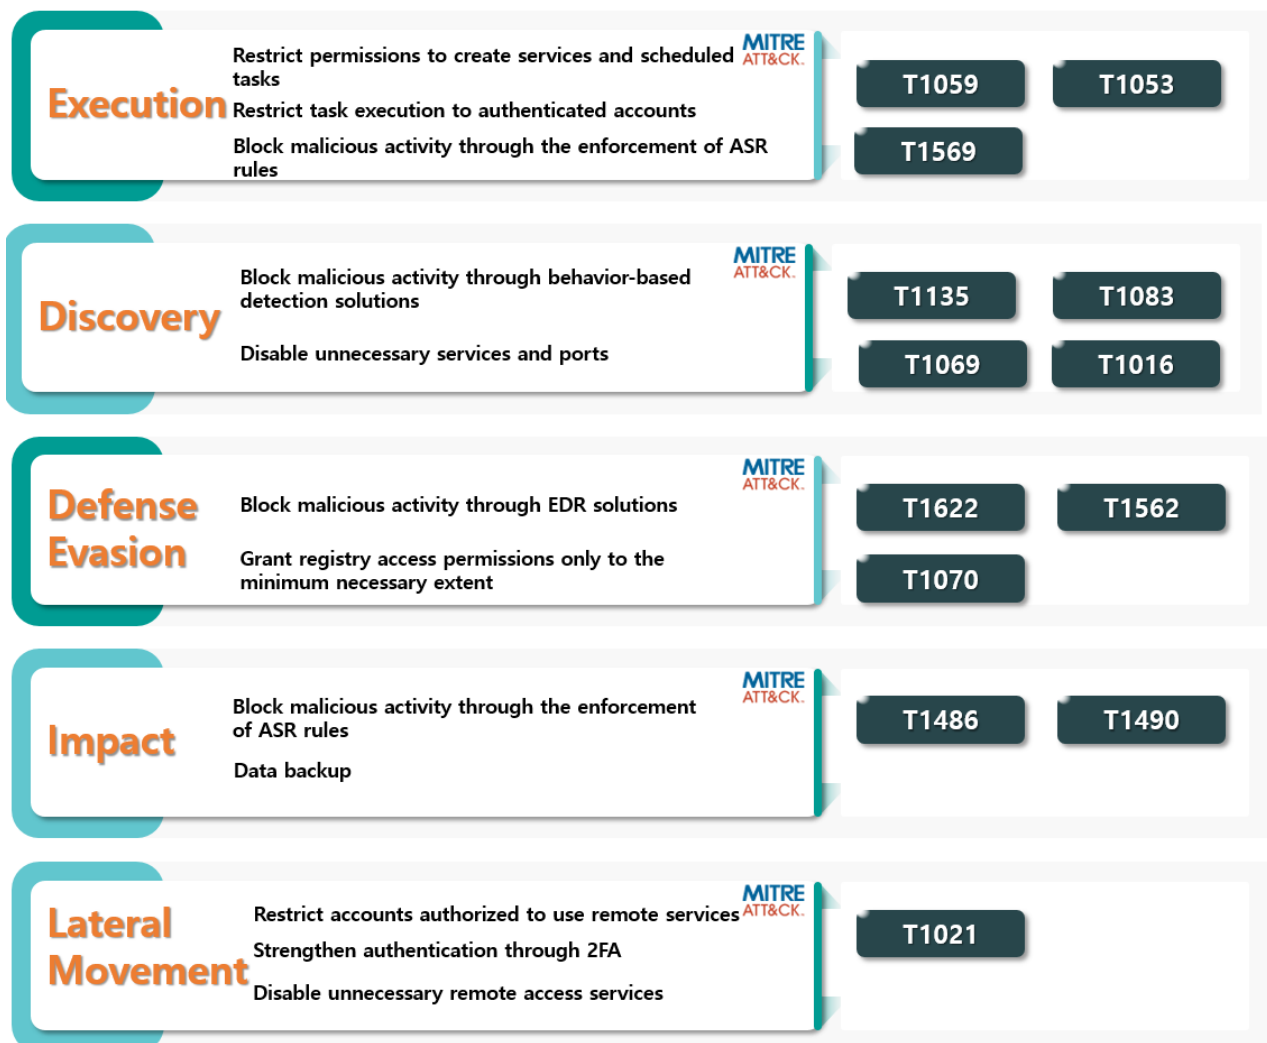 Execution
Restrict permissions to create services and scheduled
tasks
Restrict task execution to authenticated accounts
Block malicious activity through the enforcement of ASR
rules
MITRE
ATT&CK.
T1059
T1053
T1569
Discovery
Block malicious activity through behavior-based
detection solutions
Disable unnecessary services and ports
MITRE
ATT&CK.
T1135
T1083
T1069
T1016
Defense
Evasion
Block malicious activity through EDR solutions
Grant registry access permissions only to the
minimum necessary extent
MITRE
ATT&CK.
T1622
T1562
T1070
Impact
Block malicious activity through the enforcement
of ASR rules
Data backup
MITRE
ATT&CK.
T1486
T1490
Lateral
Movement
Restrict accounts authorized to use remote services
Strengthen authentication through 2FA
Disable unnecessary remote access services
MITRE
ATT&CK.
T1021